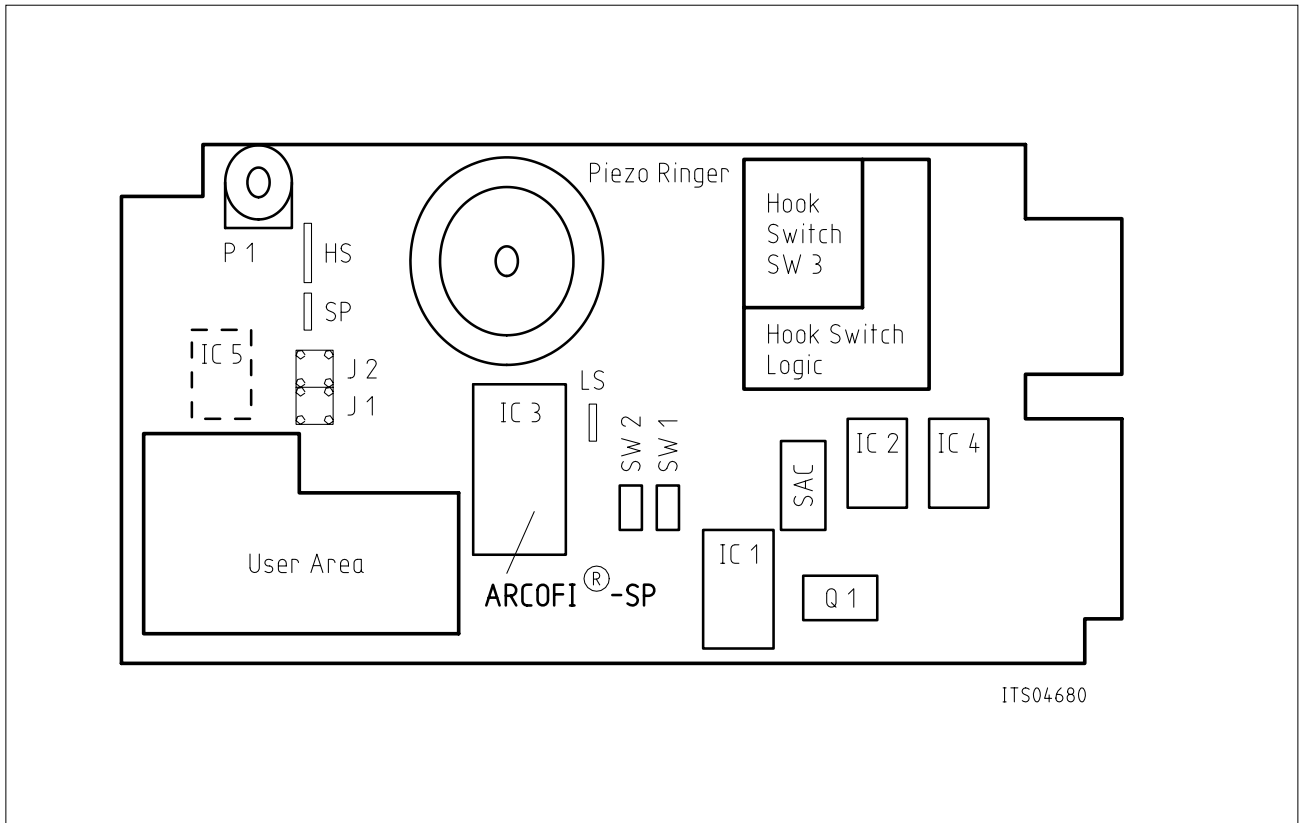 Piezo Ringer
Hook
Switch
SW 3
Hook Switch
Logic
P 1
HS
SP
IC 5
J 2
J 1
LS
IC 3
SW 2
SW 1
SAC
IC 2
IC 4
IC 1
Q 1
User Area
ARCOFI®-SP
ITS04680